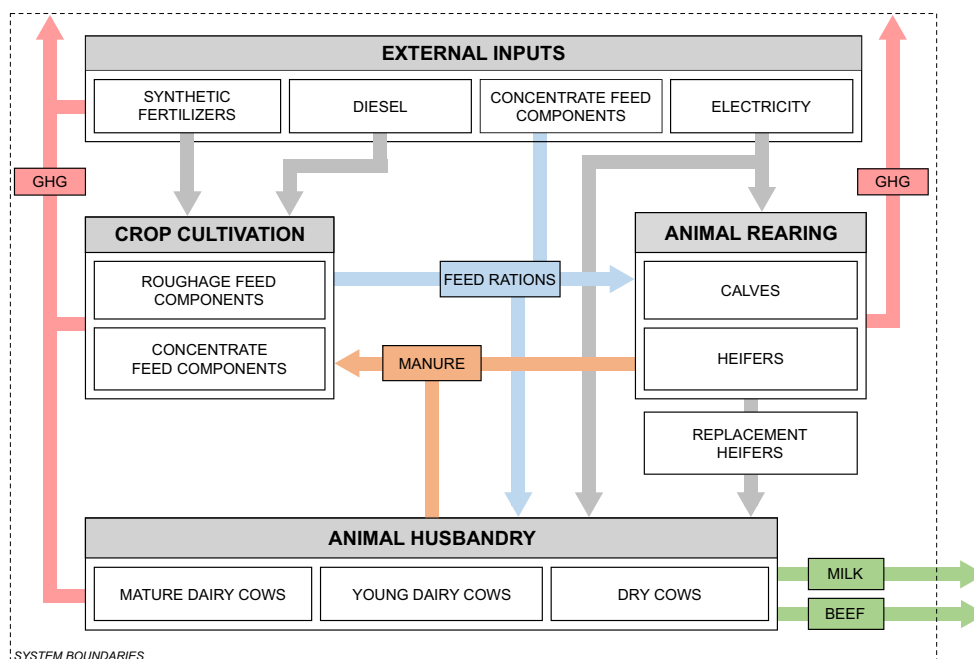 EXTERNAL INPUTS
SYNTHETIC
FERTILIZERS
DIESEL
CONCENTRATE FEED
COMPONENTS
ELECTRICITY
GHG
GHG
CROP CULTIVATION
ROUGHAGE FEED
COMPONENTS
CONCENTRATE
FEED COMPONENTS
FEED RATIONS
MANURE
ANIMAL REARING
CALVES
HEIFERS
REPLACEMENT
HEIFERS
ANIMAL HUSBANDRY
MATURE DAIRY COWS
YOUNG DAIRY COWS
DRY COWS
MILK
BEEF
SYSTEM BOUNDARIES